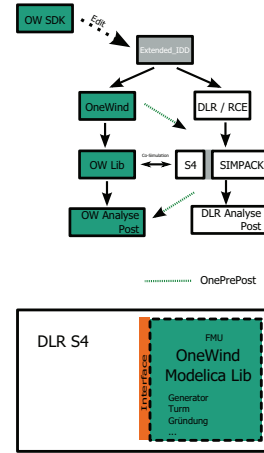 OW SDK
Edit
Extended_IDD
OneWind
DLR / RCE
OW Lib
Co-Simulation
S4
SIMPACK
OW Analyse
Post
DLR Analyse
Post
OnePrePost
DLR S4
Interface
FMU
OneWind
Modelica Lib
Generator
Turm
Gründung
...